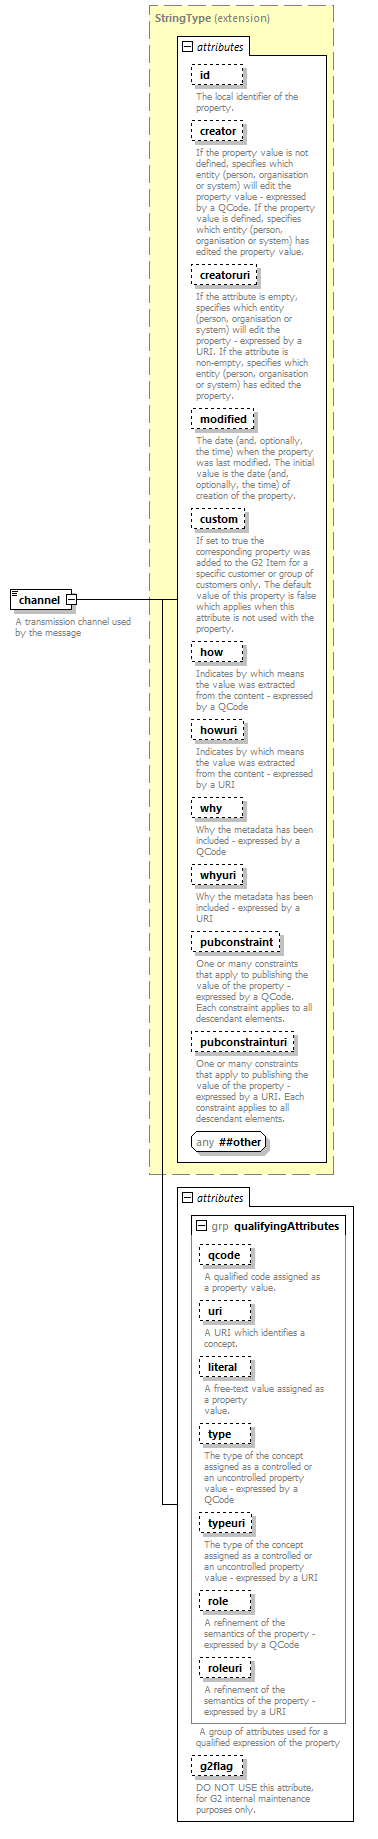 StringType (extension)
attributes
id
The local identifier of the
property.
creator
If the property value is not
defined, specifies which
entity (person, organisation
or system) will edit the
property value - expressed
by a QCode. If the property
value is defined, specifies
which entity (person,
organisation or system) has
edited the property value.
creatoruri
If the attribute is empty,
specifies which entity
(person, organisation or
system) will edit the
property - expressed by a
URI. If the attribute is
non-empty, specifies which
entity (person, organisation
or system) has edited the
property.
modified
The date (and, optionally,
the time) when the property
was last modified. The initial
value is the date (and,
optionally, the time) of
creation of the property.
custom
If set to true the
corresponding property was
added to the G2 Item for a
specific customer or group of
customers only. The default
value of this property is false
which applies when this
attribute is not used with the
property.
channel
A transmission channel used
by the message
how
Indicates by which means
the value was extracted
from the content - expressed
by a QCode
howuri
Indicates by which means
the value was extracted
from the content - expressed
by a URI
why
Why the metadata has been
included - expressed by a
QCode
whyuri
Why the metadata has been
included - expressed by a
URI
pubconstraint
One or many constraints
that apply to publishing the
value of the property -
expressed by a QCode.
Each constraint applies to all
descendant elements.
pubconstrainturi
One or many constraints
that apply to publishing the
value of the property -
expressed by a URI. Each
constraint applies to all
descendant elements.
any ##other
attributes
grp qualifyingAttributes
qcode
A qualified code assigned as
a property value.
uri
A URI which identifies a
concept.
literal
A free-text value assigned as
a property
value.
type
The type of the concept
assigned as a controlled or
an uncontrolled property
value - expressed by a
QCode
typeuri
The type of the concept
assigned as a controlled or
an uncontrolled property
value - expressed by a URI
role
A refinement of the
semantics of the property -
expressed by a QCode
roleuri
A refinement of the
semantics of the property -
expressed by a URI
A group of attributes used for a
qualified expression of the property
g2flag
DO NOT USE this attribute,
for G2 internal maintenance
purposes only.